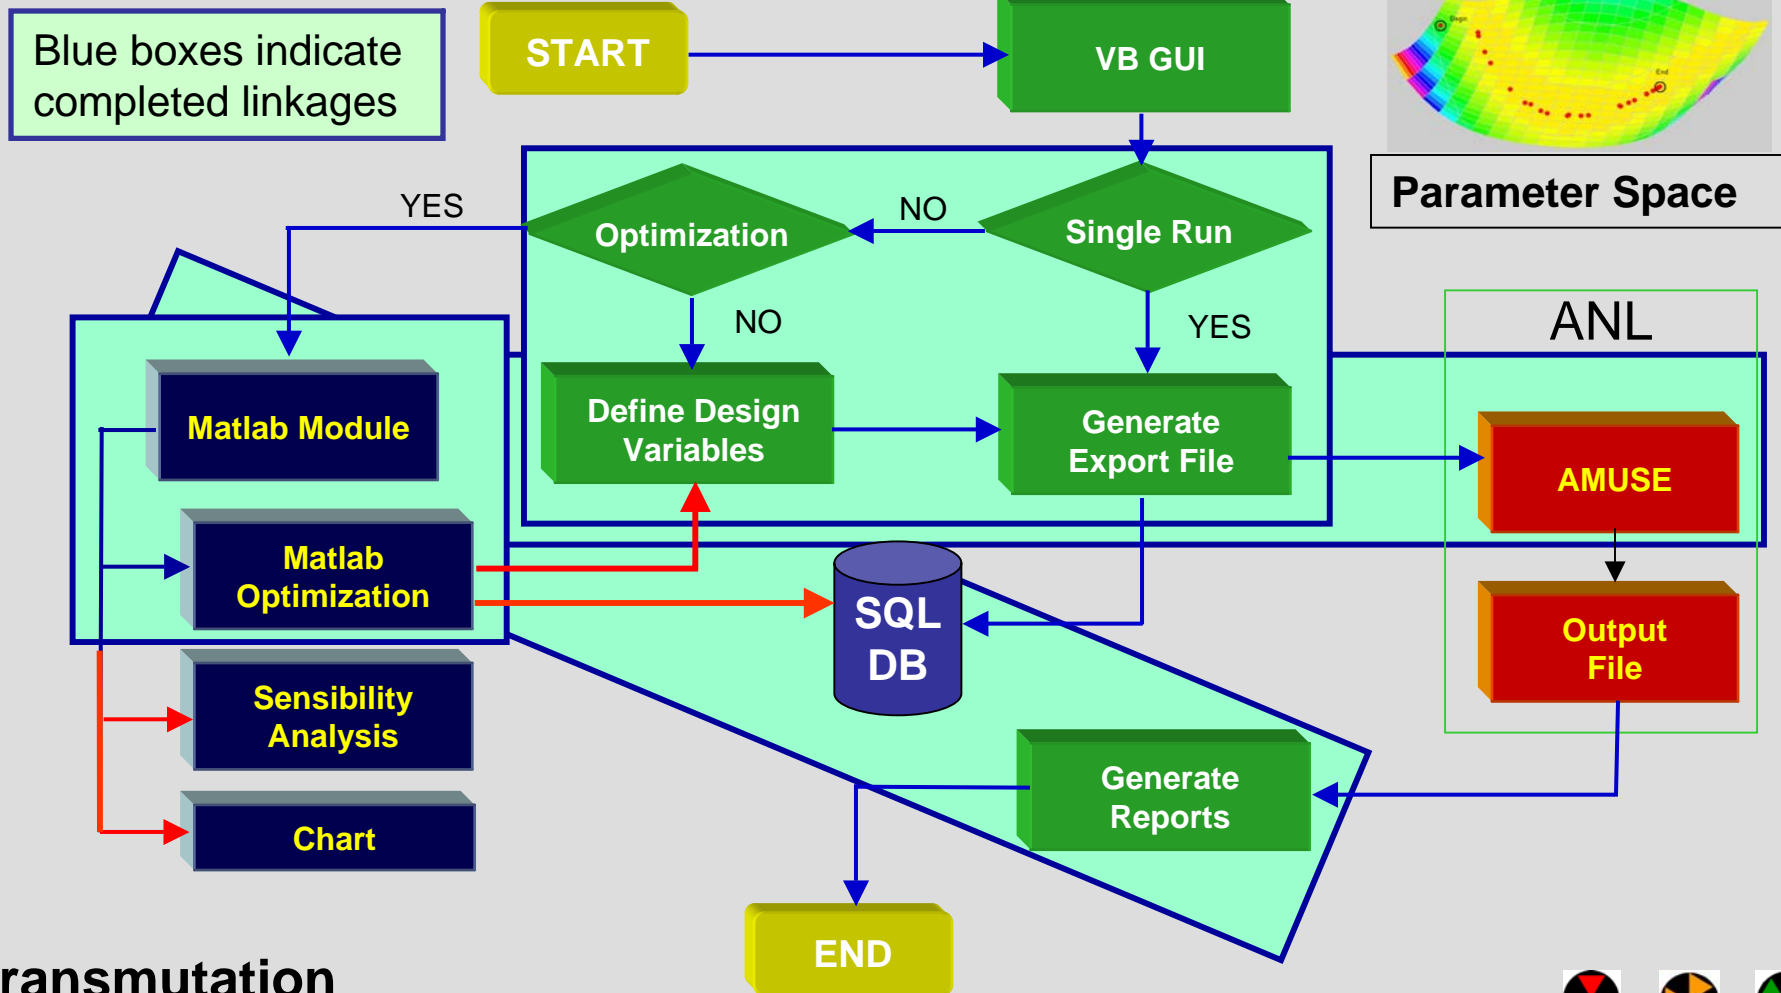 Blue boxes indicate
completed linkages
START
VB GUI
Begin
End
Parameter Space
YES
Optimization
NO
Single Run
NO
YES
ANL
Matlab Module
Define Design
Variables
Generate
Export File
AMUSE
Matlab
Optimization
SQL
DB
Output
File
Sensibility
Analysis
Generate
Reports
Chart
END
ransmutation